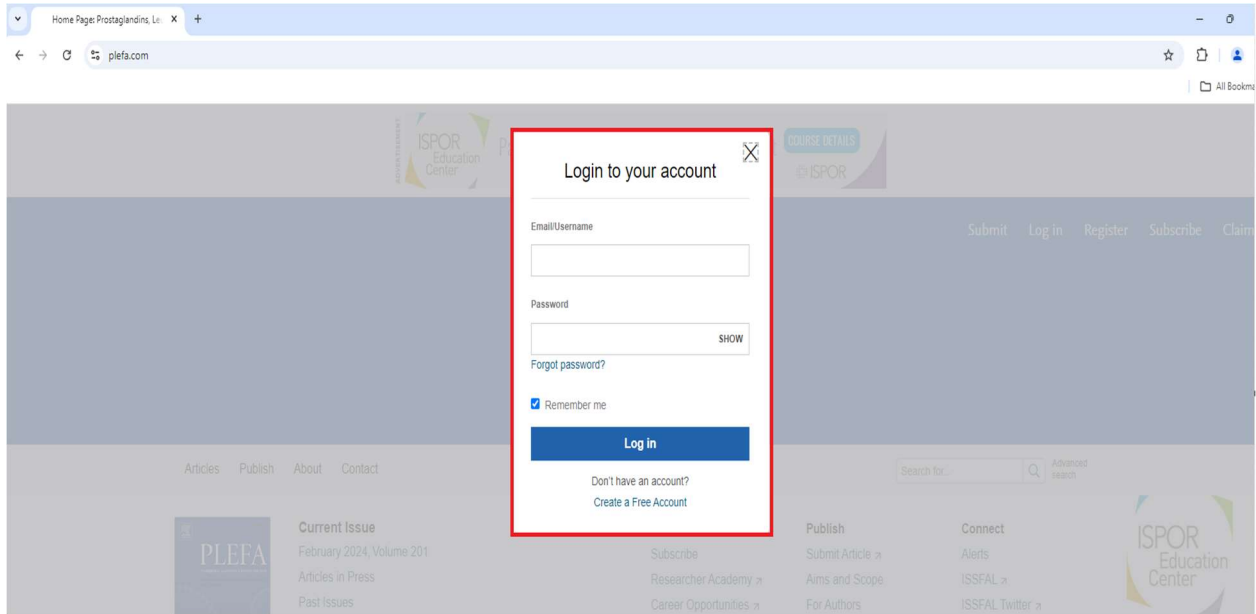 Home Page: Prostaglandins, Le
plefa.com
All Bookma
ADVERTISEMENT
ISPOR
Education
Center
COURSE DETAILS
ISPOR
Login to your account
Email/Username
Password
SHOW
Forgot password?
Remember me
Log in
Don't have an account?
Create a Free Account
Submit Log in Register Subscribe Claim
Articles Publish About Contact
Search for...
Advanced
search
PLEFA
Current Issue
February 2024, Volume 201
Articles in Press
Past Issues
Subscribe
Researcher Academy
Career Opportunities
Publish
Submit Article
Aims and Scope
For Authors
Connect
Alerts
ISSFAL
ISSFAL Twitter
ISPOR
Education
Center